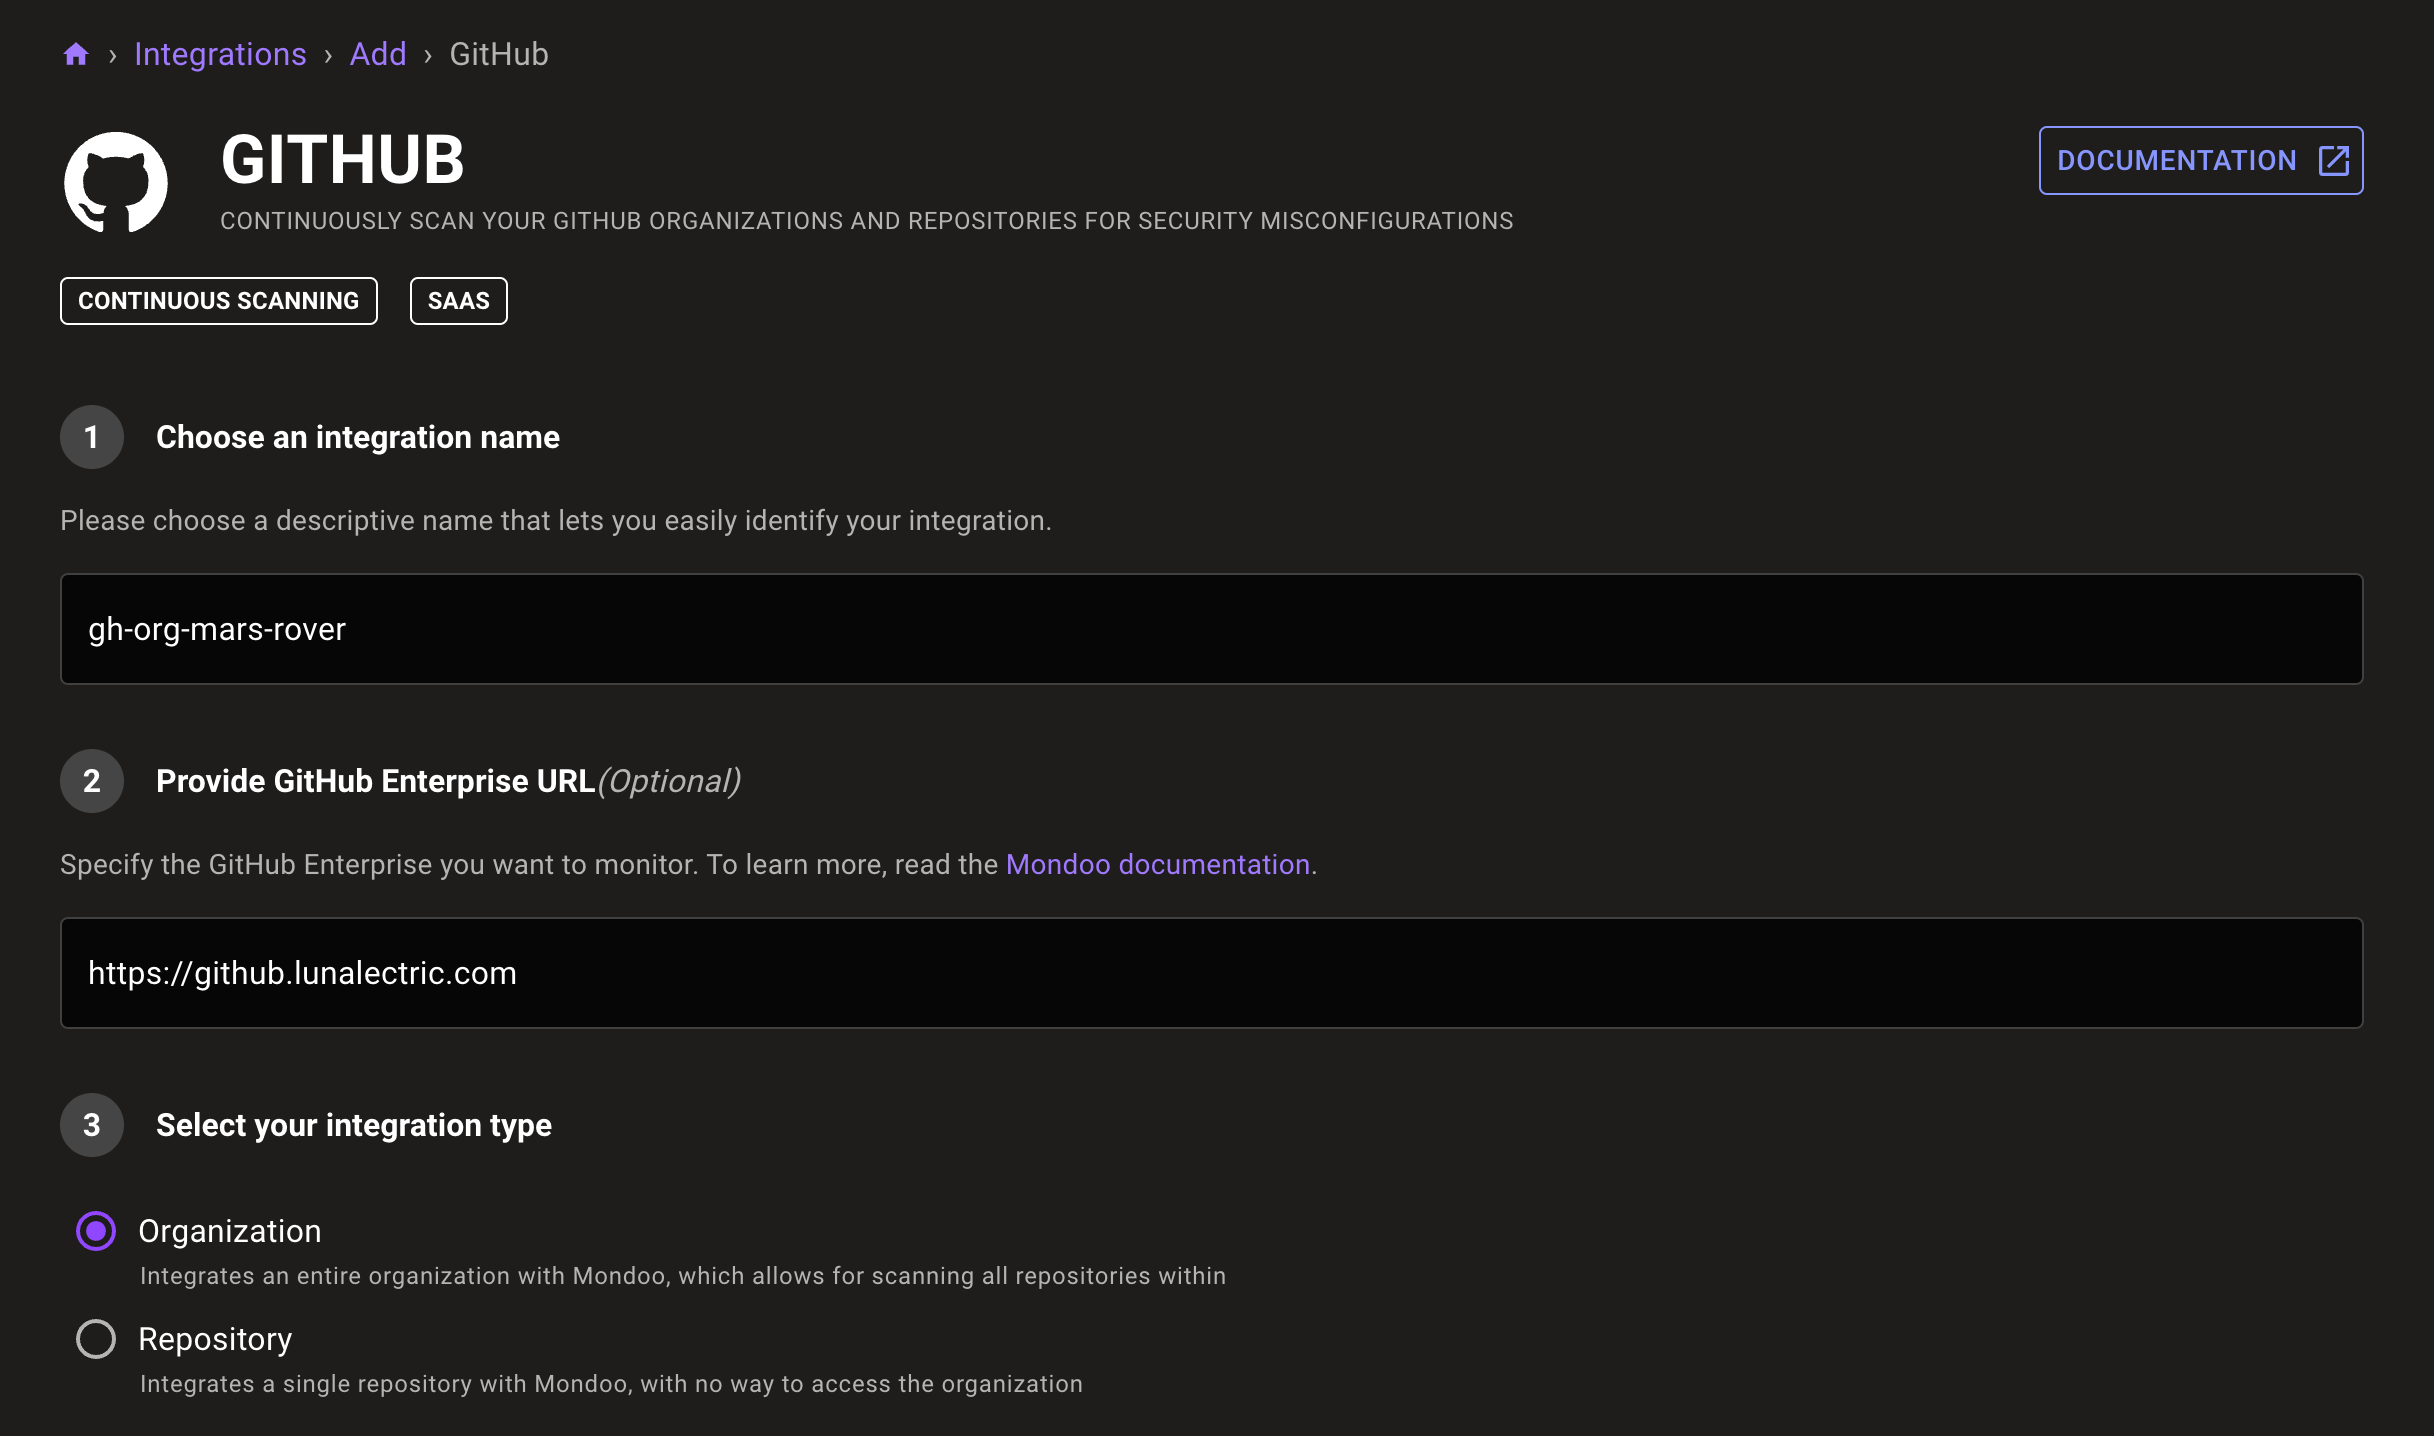 › Integrations › Add › GitHub
GITHUB
DOCUMENTATION
CONTINUOUSLY SCAN YOUR GITHUB ORGANIZATIONS AND REPOSITORIES FOR SECURITY MISCONFIGURATIONS
CONTINUOUS SCANNING SAAS
1 Choose an integration name
Please choose a descriptive name that lets you easily identify your integration.
gh-org-mars-rover
2 Provide GitHub Enterprise URL(Optional)
Specify the GitHub Enterprise you want to monitor. To learn more, read the Mondoo documentation.
https://github.lunalectric.com
3 Select your integration type
Organization
Integrates an entire organization with Mondoo, which allows for scanning all repositories within
Repository
Integrates a single repository with Mondoo, with no way to access the organization